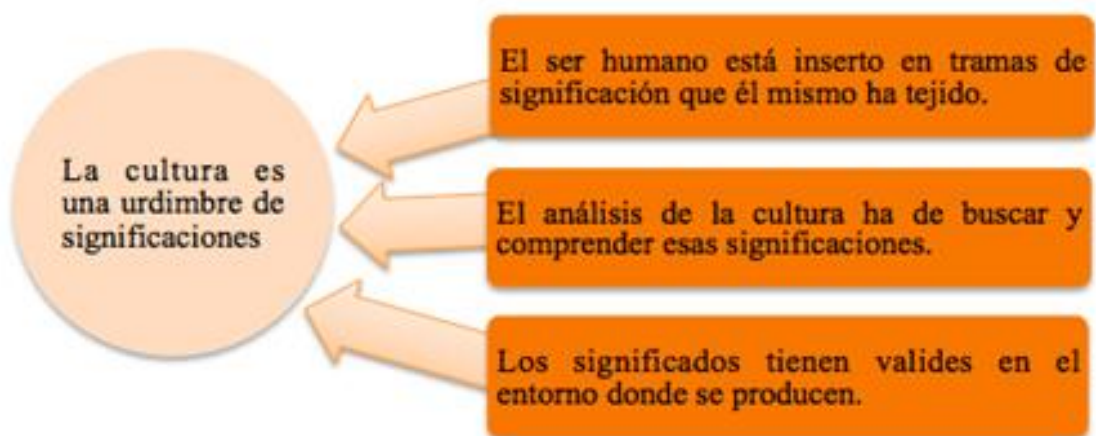 La cultura es
una urdimbre de
significaciones
El ser humano está inserto en tramas de
significación que él mismo ha tejido.
El análisis de la cultura ha de buscar y
comprender esas significaciones.
Los significados tienen valides en el
entorno donde se producen.